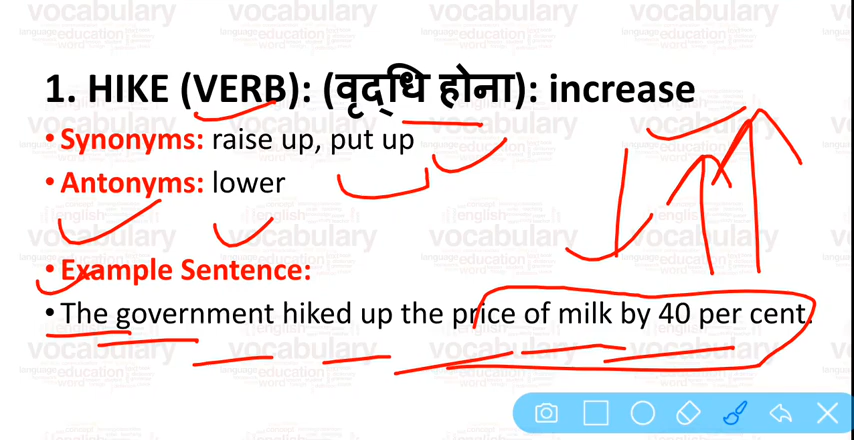 1. HIKE (VERB): (वृद्धि होना): increase
• Synonyms: raise up, put up
• Antonyms: lower
• Example Sentence:
• The government hiked up the price of milk by 40 per cent.